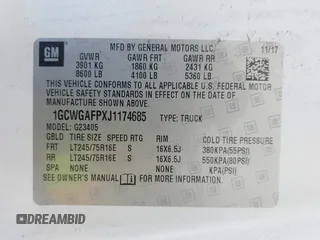 GM
MFD BY GENERAL MOTORS LLC
11/17
GVWR GAWR FRT GAWR RR
3901 KG 1860 KG 2431 KG
8600 LB 4100 LB 5360 LB
THIS VEHICLE CONFORMS TO ALL APPLICABLE U.S. FEDERAL MOTOR
VEHICLE SAFETY STANDARDS IN EFFECT ON THE DATE OF
MANUFACTURE SHOWN ABOVE.
1GCWGAFPXJ1174685 TYPE: TRUCK
MODEL: G23405
GBLD TIRE SIZE SPEED RTG RIM COLD TIRE PRESSURE
FRT LT245/75R16E S 16X6.5J 380KPA(55PSI)
RR LT245/75R16E S 16X6.5J 550KPA(80PSI)
SPA NONE NONE KPA(PSI)
SEE OWNER'S MANUAL FOR ADDITIONAL INFORMATION
DREAMBID